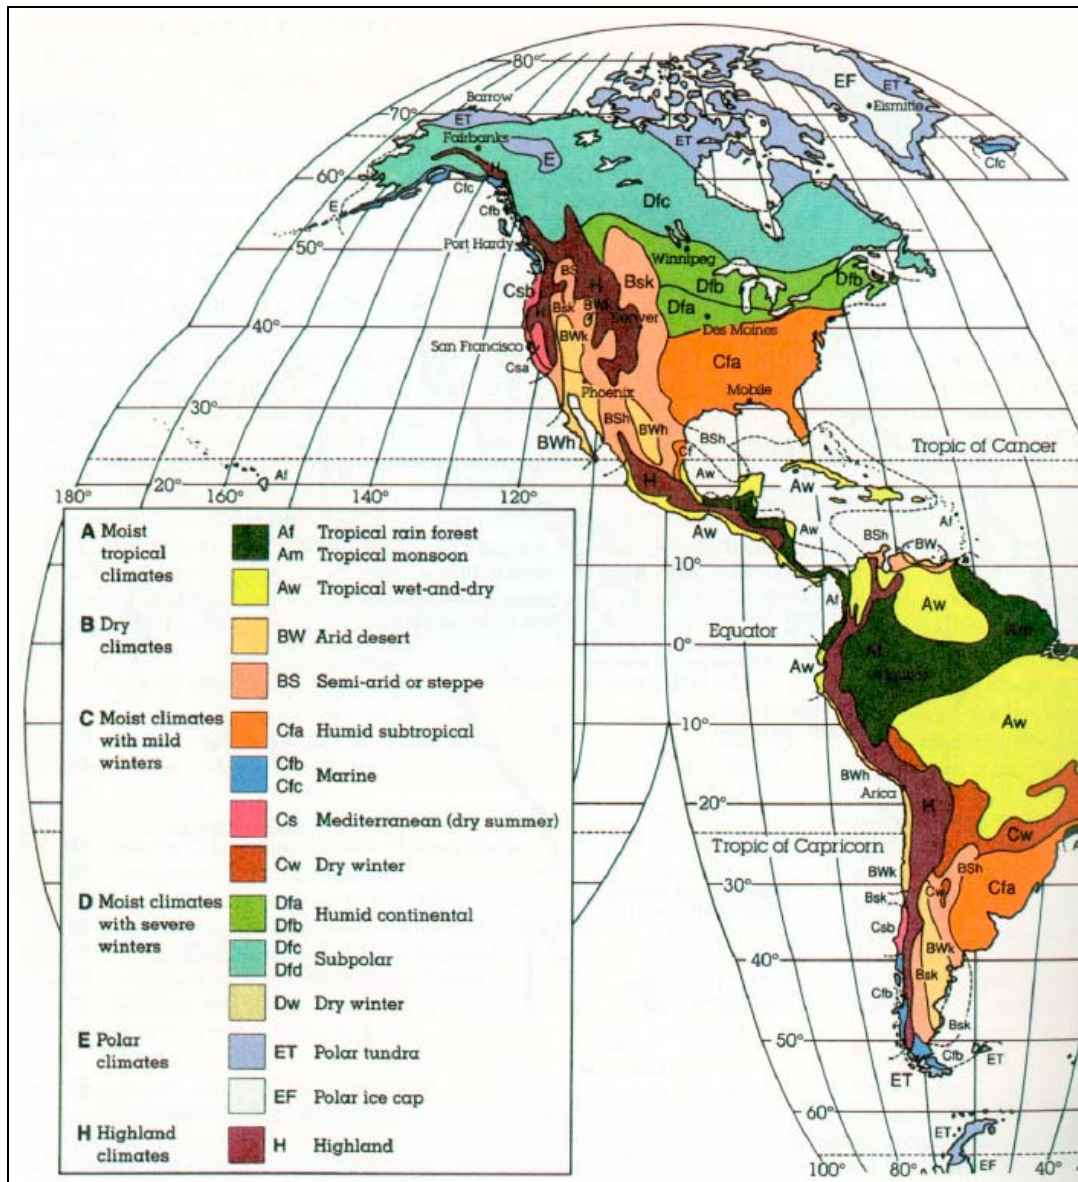 80°
EF
ET
Barrow
Eismitte
70°
ET
Fairbanks
ET
H
E
Cfc
60°
Cfc
Dfc
E
Cfb
Port Hardy
50°
Winnipeg
BS
H
Bsk
Dfb
Dfb
Csb
H
Bsk
BWk
Dfa
40°
Denver
Des Moines
BWk
San Francisco
Cfa
Csa
Phoenix
Mobile
30°
BSh
BWh
BWh
BSh
Cf
Tropic of Cancer
Af
H
Aw
Aw
180°
160°
20°
140°
120°
Aw
Aw
Af
BSh
BW
10°
Af
Aw
Am
Equator
0°
Aw
Af
Aw
10°
BWh
Arica
H
20°
Cw
Tropic of Capricorn
A
BWk
BSh
30°
Cw
Cfa
Bsk
Csb
BWk
40°
Bsk
Cfb
Bsk
50°
Cfb
ET
ET
60°
ET
EF
100°
80°
40°
A Moist
tropical
climates
Af Tropical rain forest
Am Tropical monsoon
Aw Tropical wet-and-dry
B Dry
climates
BW Arid desert
BS Semi-arid or steppe
C Moist climates
with mild
winters
Cfa Humid subtropical
Cfb
Cfc
Marine
Cs Mediterranean (dry summer)
Cw Dry winter
D Moist climates
with severe
winters
Dfa
Dfb
Humid continental
Dfc
Dfd
Subpolar
Dw Dry winter
E Polar
climates
ET Polar tundra
EF Polar ice cap
H Highland
climates
H Highland